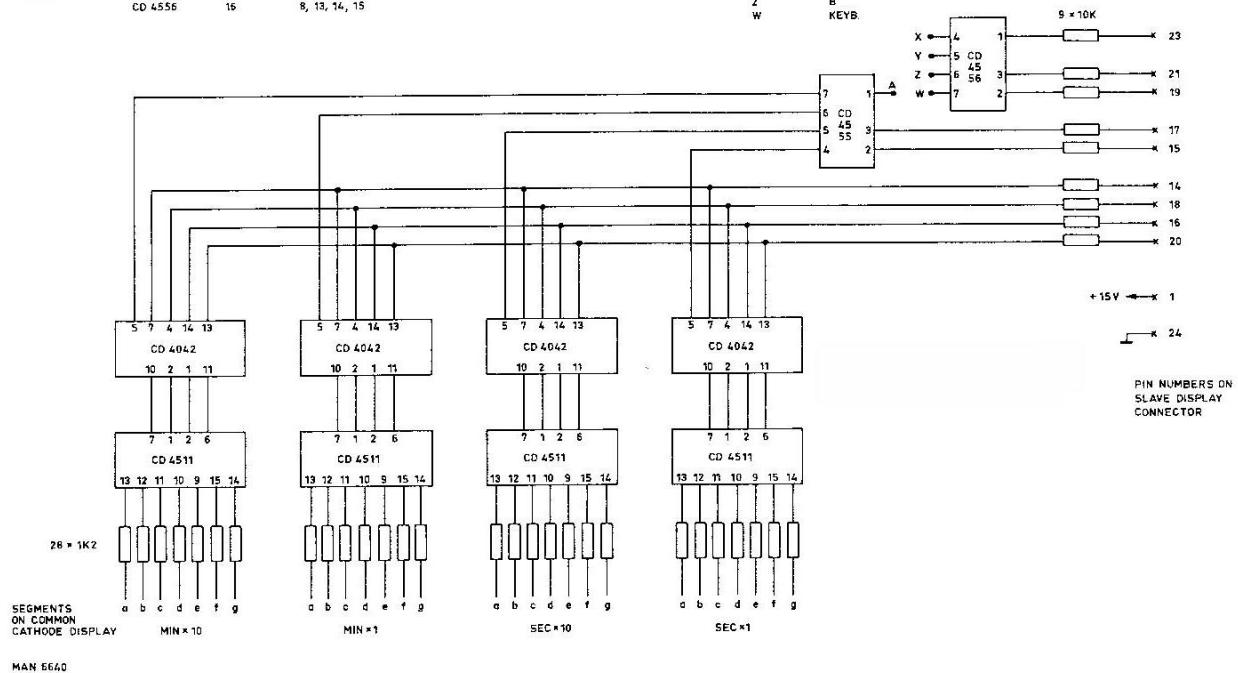 CD 4556 16 8, 13, 14, 15
Z B
W KEYB.
9 × 10K
X 4 1 23
Y 5 CD
Z 6 45 3 21
W 7 56 2 19
7 1 A
6 CD
5 45 3 17
4 55 2 15
14
18
16
20
+15V 1
24
PIN NUMBERS ON
SLAVE DISPLAY
CONNECTOR
5 7 4 14 13 5 7 4 14 13 5 7 4 14 13 5 7 4 14 13
CD 4042 CD 4042 CD 4042 CD 4042
10 2 1 11 10 2 1 11 10 2 1 11 10 2 1 11
7 1 2 6 7 1 2 6 7 1 2 6 7 1 2 6
CD 4511 CD 4511 CD 4511 CD 4511
13 12 11 10 9 15 14 13 12 11 10 9 15 14 13 12 11 10 9 15 14 13 12 11 10 9 15 14
28 × 1K2
a b c d e f g a b c d e f g a b c d e f g a b c d e f g
SEGMENTS
ON COMMON
CATHODE DISPLAY
MIN × 10 MIN × 1 SEC × 10 SEC × 1
MAN 6640